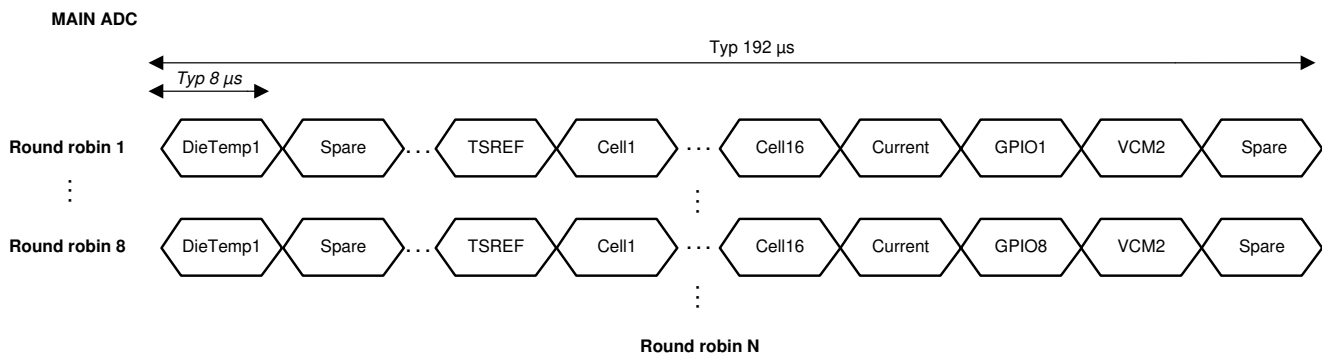 MAIN ADC
Typ 192 µs
Typ 8 µs
Round robin 1 DieTemp1 Spare ... TSREF Cell1 ... Cell16 Current GPIO1 VCM2 Spare
Round robin 8 DieTemp1 Spare ... TSREF Cell1 ... Cell16 Current GPIO8 VCM2 Spare
Round robin N